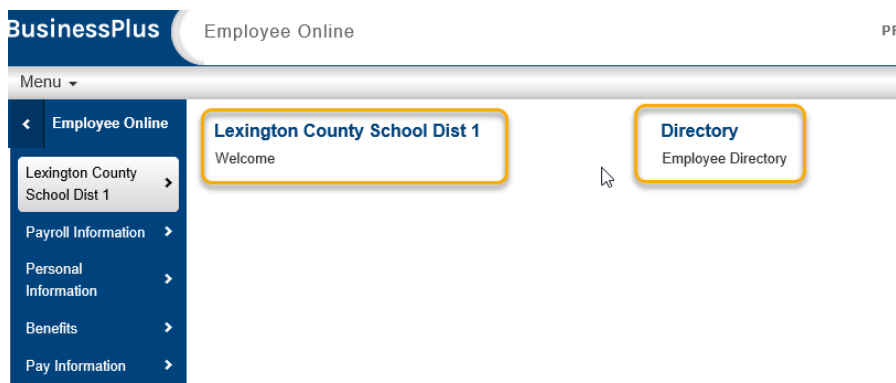 BusinessPlus
Employee Online
Menu
Employee Online
Lexington County
School Dist 1
Payroll Information
Personal
Information
Benefits
Pay Information
Lexington County School Dist 1
Welcome
Directory
Employee Directory